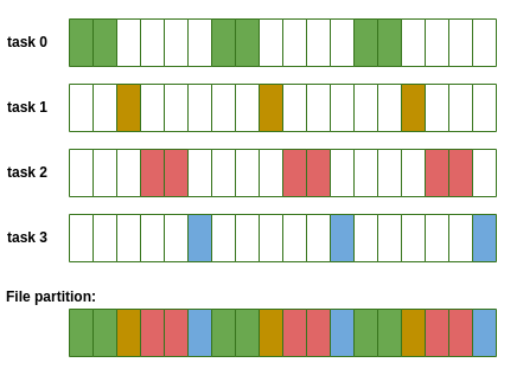 task 0
task 1
task 2
task 3
File partition: